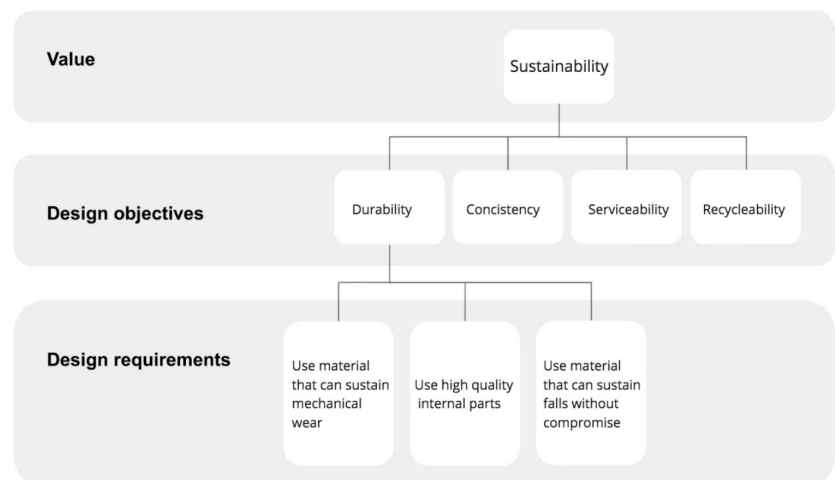 Value
Sustainability
Design objectives
Durability
Concistency
Serviceability
Recycleability
Design requirements
Use material
that can sustain
mechanical
wear
Use high quality
internal parts
Use material
that can sustain
falls without
compromise